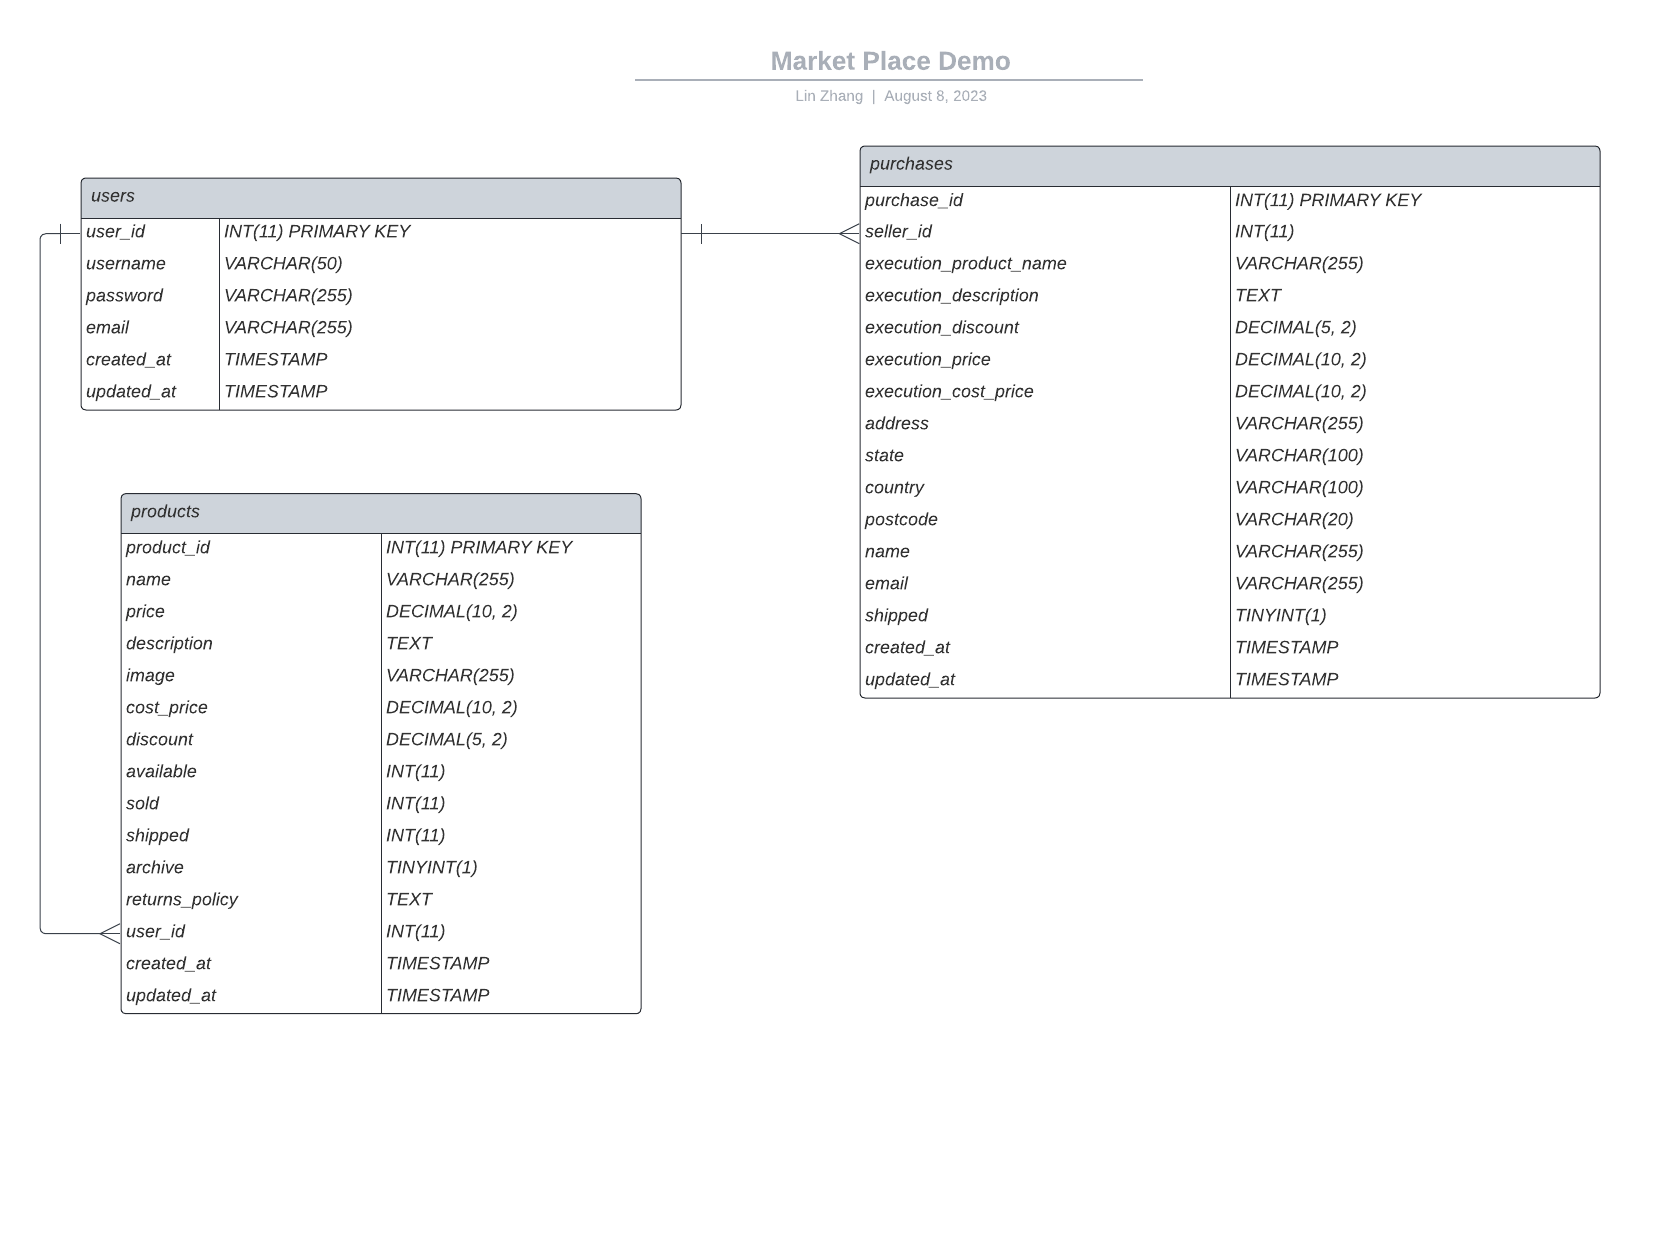 Market Place Demo
Lin Zhang | August 8, 2023
users
user_id INT(11) PRIMARY KEY
username VARCHAR(50)
password VARCHAR(255)
email VARCHAR(255)
created_at TIMESTAMP
updated_at TIMESTAMP
purchases
purchase_id INT(11) PRIMARY KEY
seller_id INT(11)
execution_product_name VARCHAR(255)
execution_description TEXT
execution_discount DECIMAL(5, 2)
execution_price DECIMAL(10, 2)
execution_cost_price DECIMAL(10, 2)
address VARCHAR(255)
state VARCHAR(100)
country VARCHAR(100)
postcode VARCHAR(20)
name VARCHAR(255)
email VARCHAR(255)
shipped TINYINT(1)
created_at TIMESTAMP
updated_at TIMESTAMP
products
product_id INT(11) PRIMARY KEY
name VARCHAR(255)
price DECIMAL(10, 2)
description TEXT
image VARCHAR(255)
cost_price DECIMAL(10, 2)
discount DECIMAL(5, 2)
available INT(11)
sold INT(11)
shipped INT(11)
archive TINYINT(1)
returns_policy TEXT
user_id INT(11)
created_at TIMESTAMP
updated_at TIMESTAMP